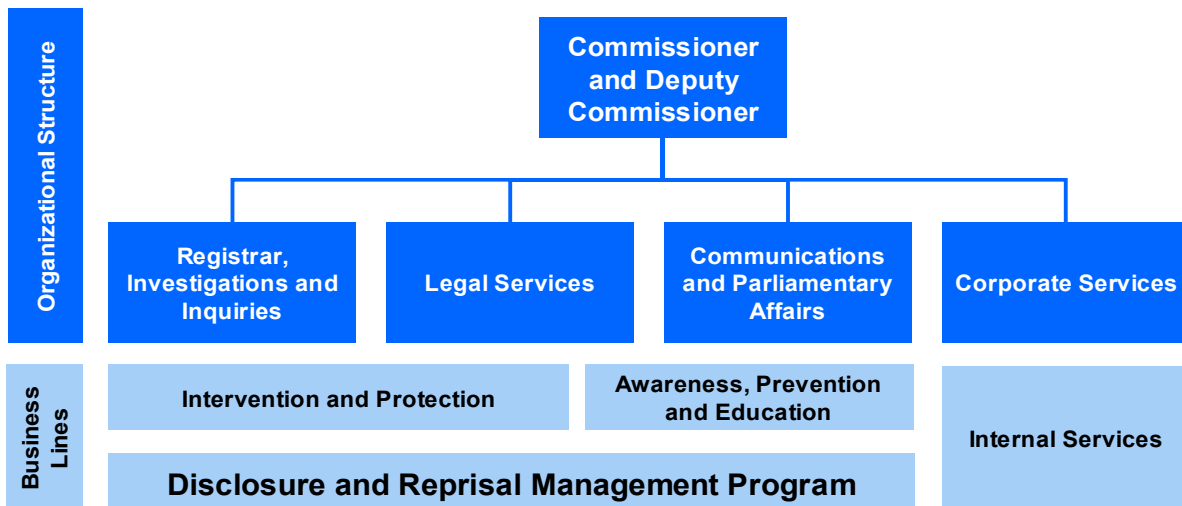 Organizational Structure
Commissioner
and Deputy
Commissioner
Registrar,
Investigations and
Inquiries
Legal Services
Communications
and Parliamentary
Affairs
Corporate Services
Business
Lines
Intervention and Protection
Awareness, Prevention
and Education
Internal Services
Disclosure and Reprisal Management Program